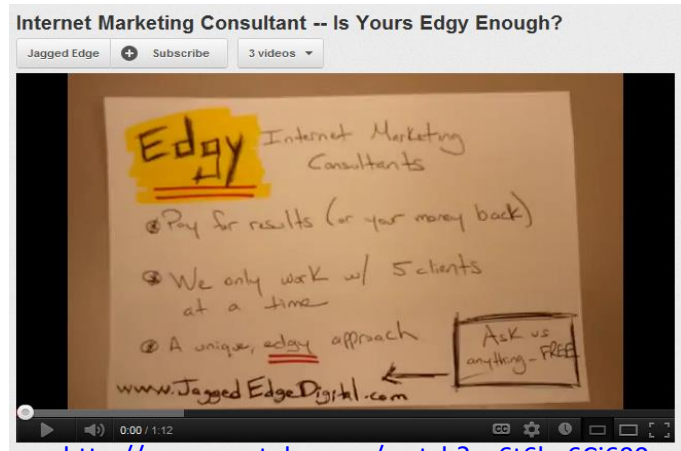 Internet Marketing Consultant -- Is Yours Edgy Enough?
Jagged Edge
Subscribe
3 videos
Edgy Internet Marketing
Consultants
Pay for results (or your money back)
We only work w/ 5 clients
at a time
A unique, edgy approach
Ask us
anything - FREE
www.JaggedEdgeDigital.com
0:00 / 1:12
CC